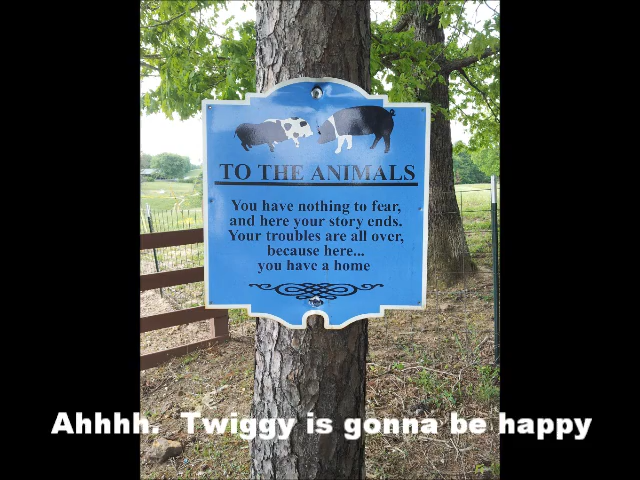 TO THE ANIMALS
You have nothing to fear,
and here your story ends.
Your troubles are all over,
because here...
you have a home
Ahhhh.  Twiggy is gonna be happy